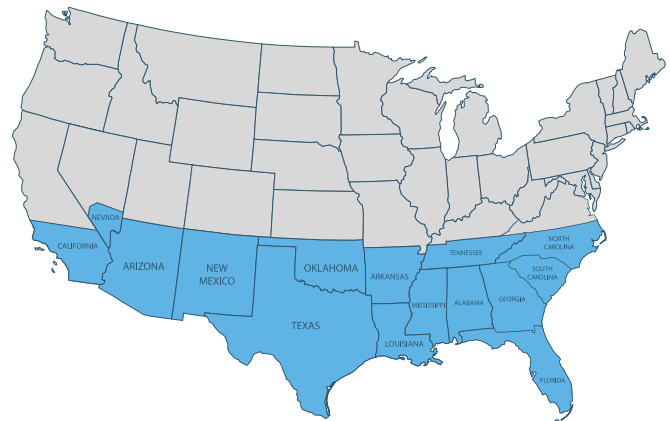 NEVADA
CALIFORNIA
ARIZONA
NEW
MEXICO
OKLAHOMA
TEXAS
ARKANSAS
LOUISIANA
MISSISSIPPI
TENNESSEE
ALABAMA
GEORGIA
NORTH
CAROLINA
SOUTH
CAROLINA
FLORIDA